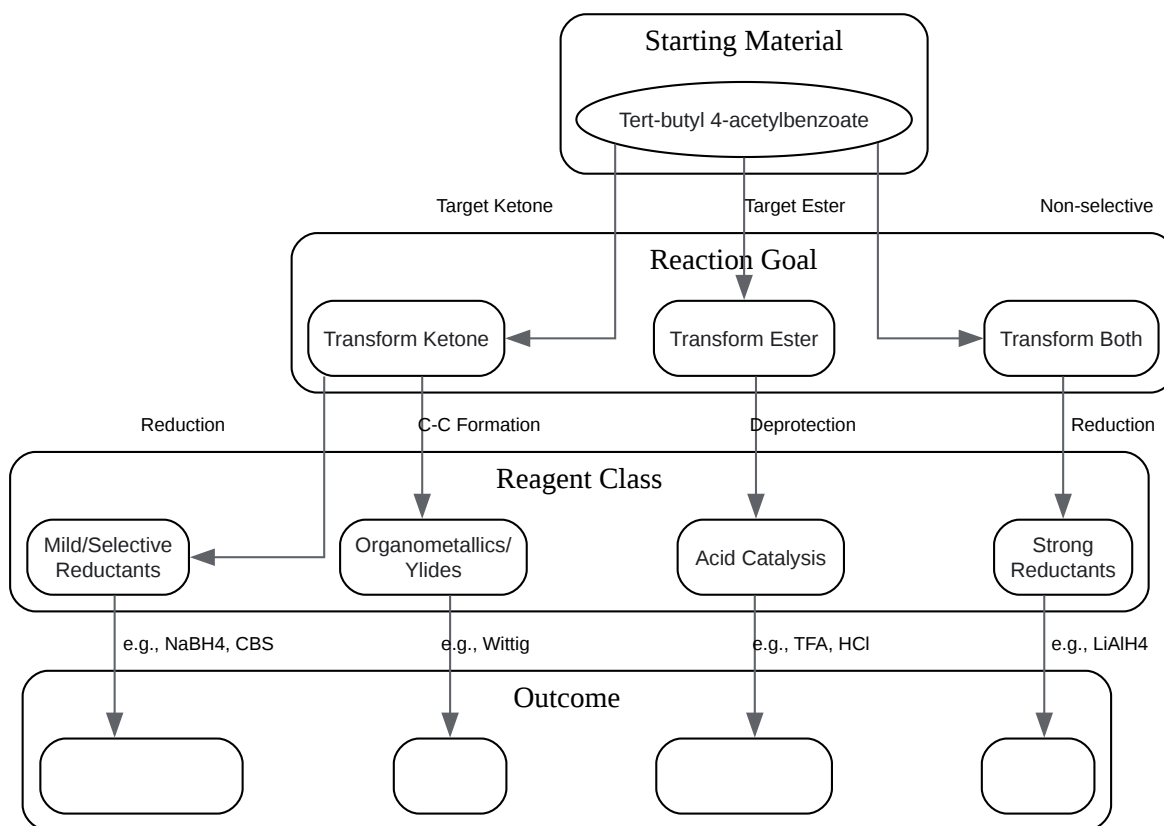 Starting Material
Tert-butyl 4-acetylbenzoate
Target Ketone
Target Ester
Non-selective
Reaction Goal
Transform Ketone
Transform Ester
Transform Both
Reduction
C-C Formation
Deprotection
Reduction
Reagent Class
Mild/Selective
Reductants
Organometallics/
Ylides
Acid Catalysis
Strong
Reductants
e.g., NaBH4, CBS
e.g., Wittig
e.g., TFA, HCl
e.g., LiAlH4
Outcome